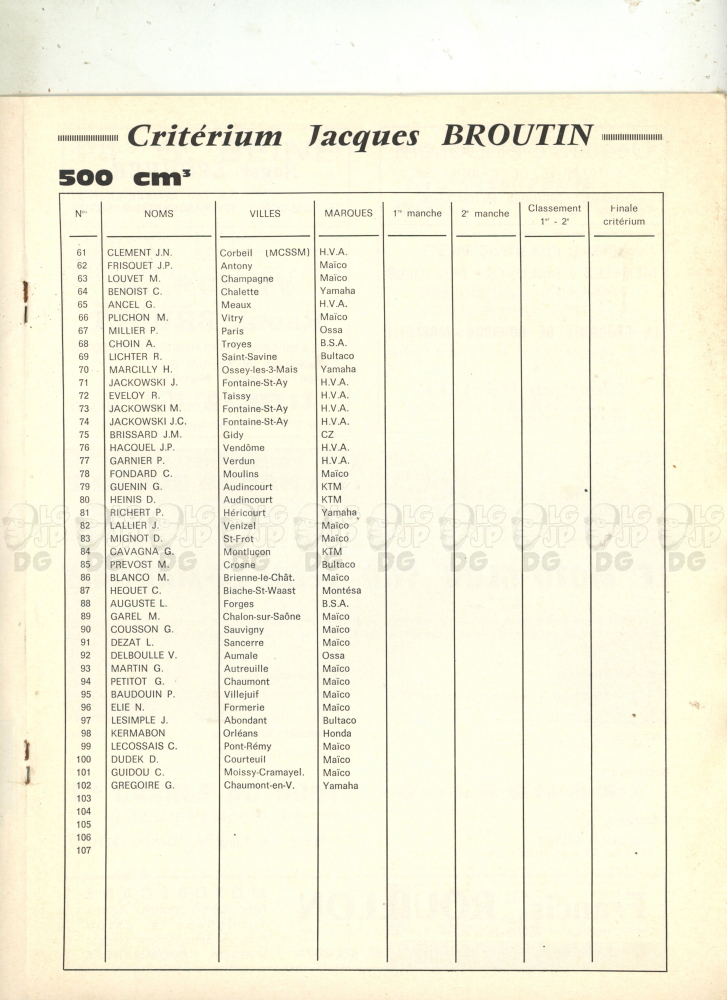 Critérium Jacques BROUTIN
500 cm³
Nos NOMS VILLES MARQUES 1re manche 2e manche Classement 1re - 2e Finale critérium
61 CLEMENT J.N. Corbeil (MCSSM) H.V.A.
62 FRISQUET J.P. Antony Maïco
63 LOUVET M. Champagne Maïco
64 BENOIST C. Chalette Yamaha
65 ANCEL G. Meaux H.V.A.
66 PLICHON M. Vitry Maïco
67 MILLIER P. Paris Ossa
68 CHOIN A. Troyes B.S.A.
69 LICHTER R. Saint-Savine Bultaco
70 MARCILLY H. Ossey-les-3-Mais Yamaha
71 JACKOWSKI J. Fontaine-St-Ay H.V.A.
72 EVELOY R. Taissy H.V.A.
73 JACKOWSKI M. Fontaine-St-Ay H.V.A.
74 JACKOWSKI J.C. Fontaine-St-Ay H.V.A.
75 BRISSARD J.M. Gidy CZ
76 HACQUEL J.P. Vendôme H.V.A.
77 GARNIER P. Verdun H.V.A.
78 FONDARD C. Moulins Maïco
79 GUENIN G. Audincourt KTM
80 HEINIS D. Audincourt KTM
81 RICHERT P. Héricourt Yamaha
82 LALLIER J. Venizel Maïco
83 MIGNOT D. St-Frot Maïco
84 CAVAGNA G. Montluçon KTM
85 PREVOST M. Crosne Bultaco
86 BLANCO M. Brienne-le-Chât. Maïco
87 HEQUET C. Biache-St-Waast Montésa
88 AUGUSTE L. Forges B.S.A.
89 GAREL M. Chalon-sur-Saône Maïco
90 COUSSON G. Sauvigny Maïco
91 DEZAT L. Sancerre Maïco
92 DELBOULLE V. Aumale Ossa
93 MARTIN G. Autreuille Maïco
94 PETITOT G. Chaumont Maïco
95 BAUDOUIN P. Villejuif Maïco
96 ELIE N. Formerie Maïco
97 LESIMPLE J. Abondant Bultaco
98 KERMABON Orléans Honda
99 LECOSSAIS C. Pont-Rémy Maïco
100 DUDEK D. Courteuil Maïco
101 GUIDOU C. Moissy-Cramayel. Maïco
102 GREGOIRE G. Chaumont-en-V. Yamaha
103
104
105
106
107